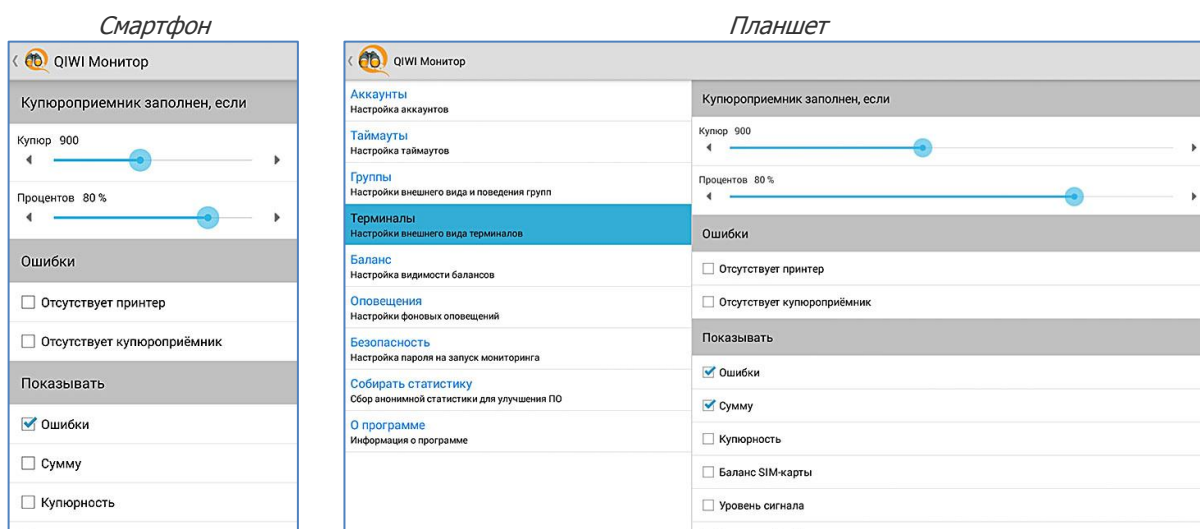 Смартфон
QIWI Монитор
Купюроприемник заполнен, если
Купюр 900
Процентов 80 %
Ошибки
Отсутствует принтер
Отсутствует купюроприёмник
Показывать
Ошибки
Сумму
Купюрность
Планшет
QIWI Монитор
Аккаунты
Настройка аккаунтов
Таймауты
Настройка таймаутов
Группы
Настройки внешнего вида и поведения групп
Терминалы
Настройки внешнего вида терминалов
Баланс
Настройка видимости балансов
Оповещения
Настройки фоновых оповещений
Безопасность
Настройка пароля на запуск мониторинга
Собирать статистику
Сбор анонимной статистики для улучшения ПО
О программе
Информация о программе
Купюроприемник заполнен, если
Купюр 900
Процентов 80 %
Ошибки
Отсутствует принтер
Отсутствует купюроприёмник
Показывать
Ошибки
Сумму
Купюрность
Баланс SIM-карты
Уровень сигнала